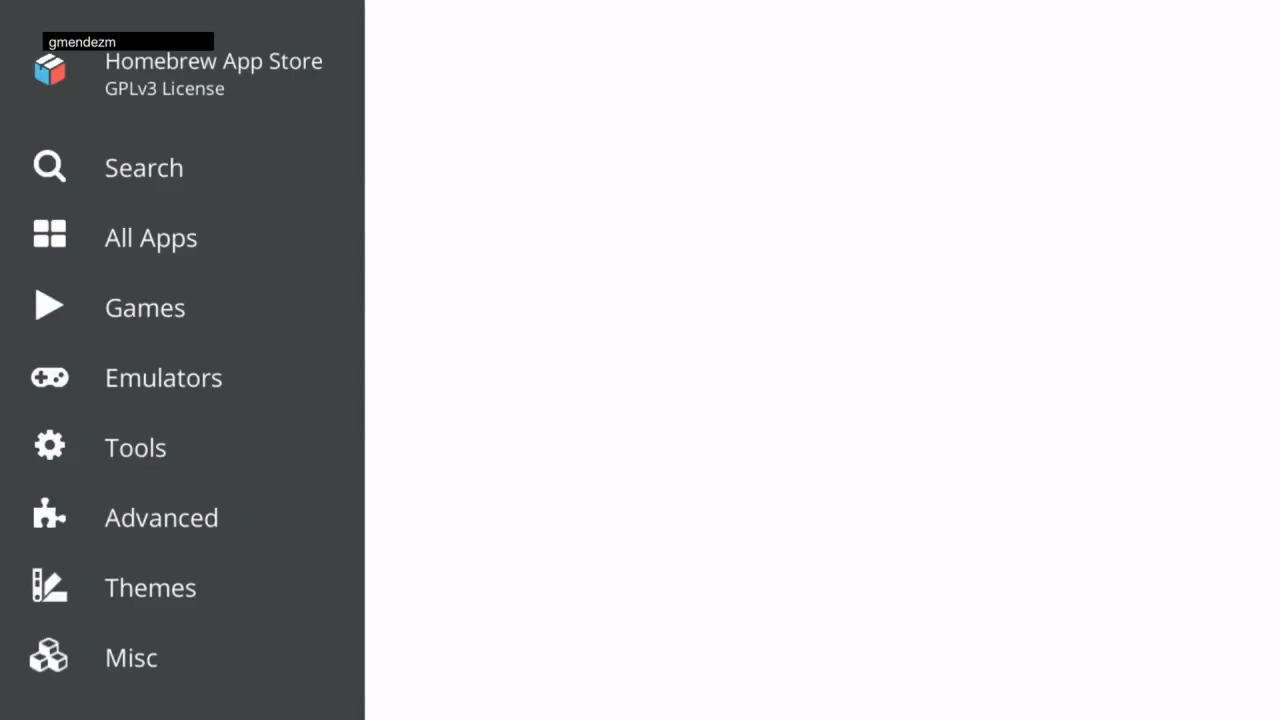 gmendezm
Homebrew App Store
GPLv3 License
Search
All Apps
Games
Emulators
Tools
Advanced
Themes
Misc